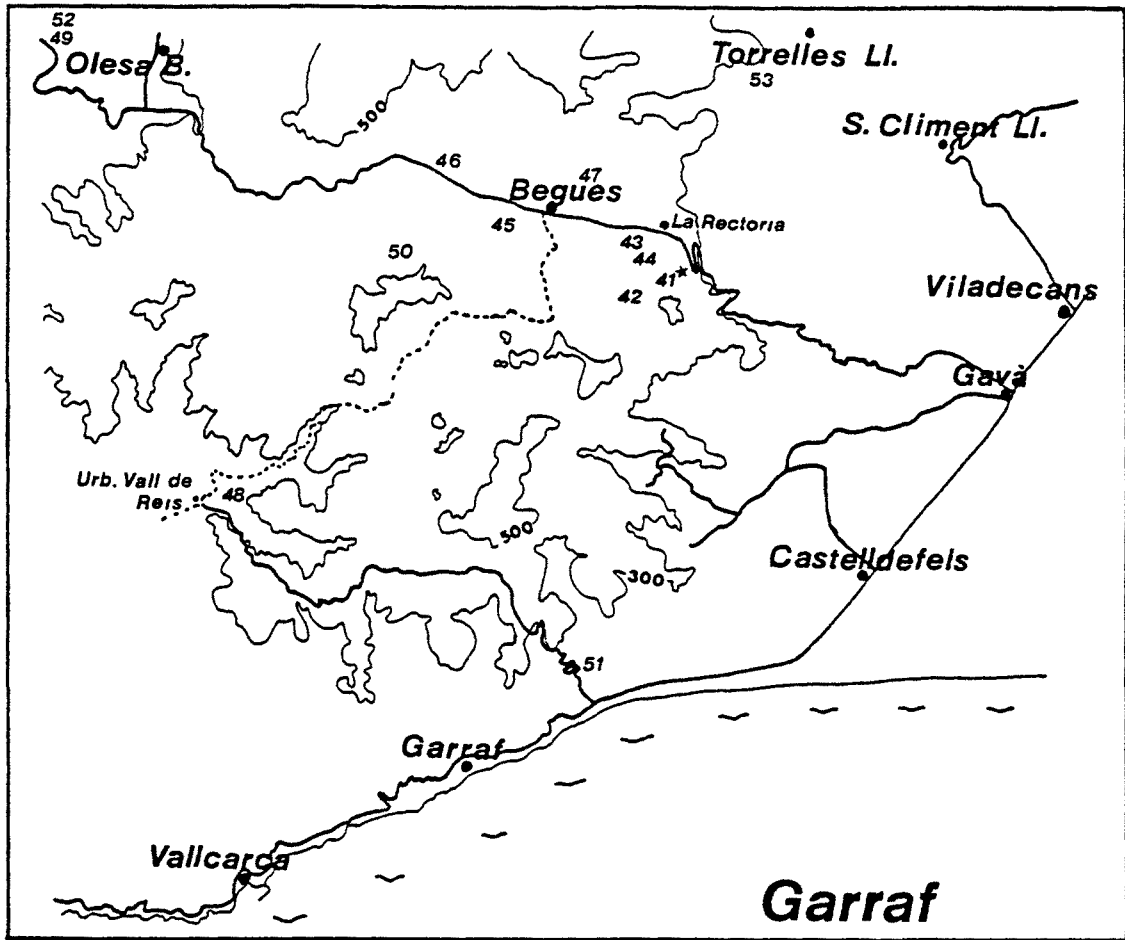 52
49
Olesa B.
Torrelles Ll.
53
500
S. Climent Ll.
46
47
Begues
45
La Rectoria
43
44
41*
42
50
Viladecans
Gavà
Urb. Vall de
Reis
48
500
300
Castelldefels
51
Garraf
Vallcarca
Garraf